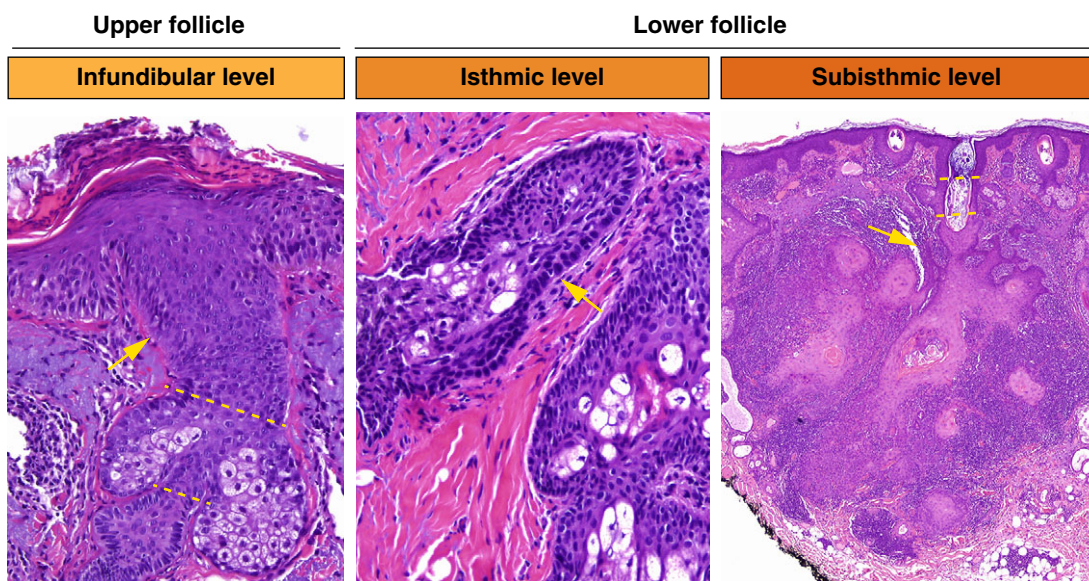 Upper follicle
Lower follicle
Infundibular level
Isthmic level
Subisthmic level